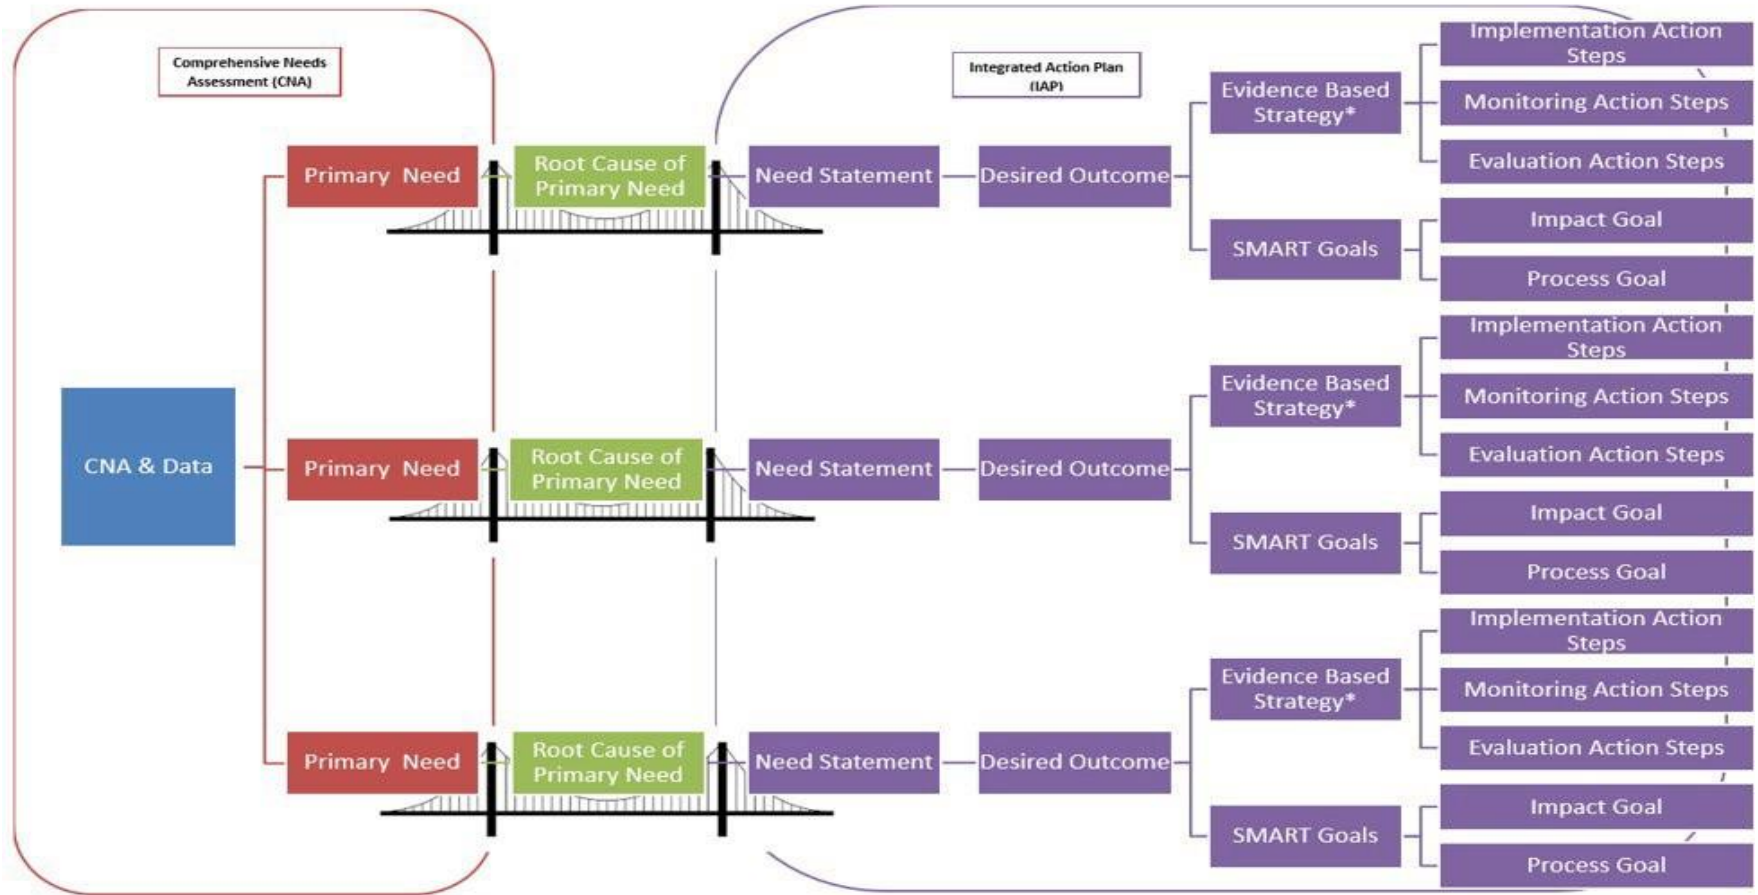 Comprehensive Needs
Assessment (CNA)
Integrated Action Plan
(IAP)
CNA & Data
Primary Need
Root Cause of
Primary Need
Need Statement
Desired Outcome
Evidence Based
Strategy*
Implementation Action
Steps
Monitoring Action Steps
Evaluation Action Steps
SMART Goals
Impact Goal
Process Goal
Primary Need
Root Cause of
Primary Need
Need Statement
Desired Outcome
Evidence Based
Strategy*
Implementation Action
Steps
Monitoring Action Steps
Evaluation Action Steps
SMART Goals
Impact Goal
Process Goal
Primary Need
Root Cause of
Primary Need
Need Statement
Desired Outcome
Evidence Based
Strategy*
Implementation Action
Steps
Monitoring Action Steps
Evaluation Action Steps
SMART Goals
Impact Goal
Process Goal